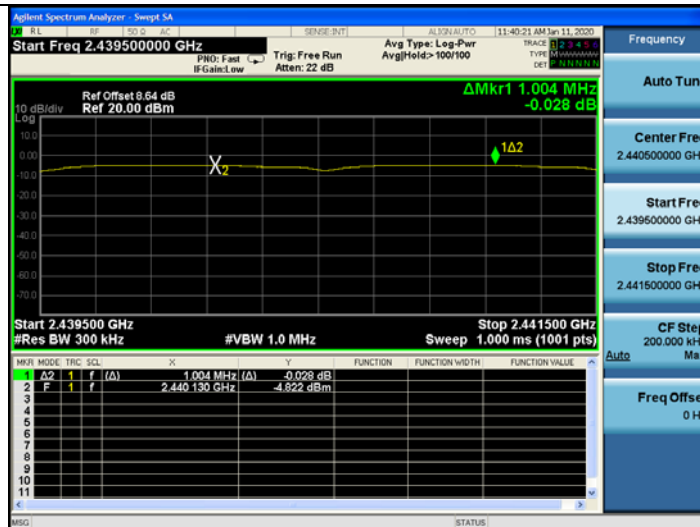 Agilent Spectrum Analyzer - Swept SA
RL RF 50 Ω AC SENSE:INT ALIGN AUTO 11:40:21 AM Jan 11, 2020
Start Freq 2.439500000 GHz
PNO: Fast
IFGain:Low
Trig: Free Run
Atten: 22 dB
Avg Type: Log-Pwr
Avg|Hold:> 100/100
TRACE 1 2 3 4 5 6
TYPE M
DET P N N N N N
Ref Offset 8.64 dB
Ref 20.00 dBm
10 dB/div
Log
ΔMkr1 1.004 MHz
-0.028 dB
10.0
0.00
-10.0
-20.0
-30.0
-40.0
-50.0
-60.0
-70.0
X2
1Δ2
Start 2.439500 GHz
Stop 2.441500 GHz
#Res BW 300 kHz
#VBW 1.0 MHz
Sweep 1.000 ms (1001 pts)
MKR MODE TRC SCL X Y FUNCTION FUNCTION WIDTH FUNCTION VALUE
1 Δ2 1 f (Δ) 1.004 MHz (Δ) -0.028 dB
2 F 1 f 2.440 130 GHz -4.822 dBm
3
4
5
6
7
8
9
10
11
MSG
STATUS
Frequency
Auto Tun
Center Fre
2.440500000 GH
Start Fre
2.439500000 GH
Stop Fre
2.441500000 GH
CF Step
200.000 kH
Auto Ma
Freq Offse
0 H